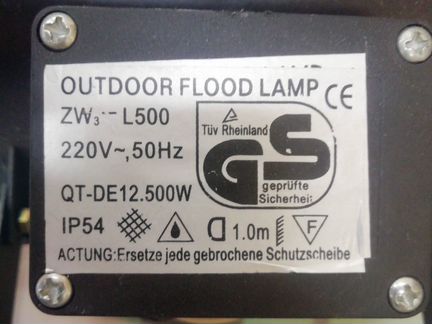 OUTDOOR FLOOD LAMP CE
ZW3-- L500
TÜV Rheinland
220V~,50Hz
GS
geprüfte
Sicherheit
QT-DE12.500W
IP54 1.0m F
ACTUNG:Ersetze jede gebrochene Schutzscheibe